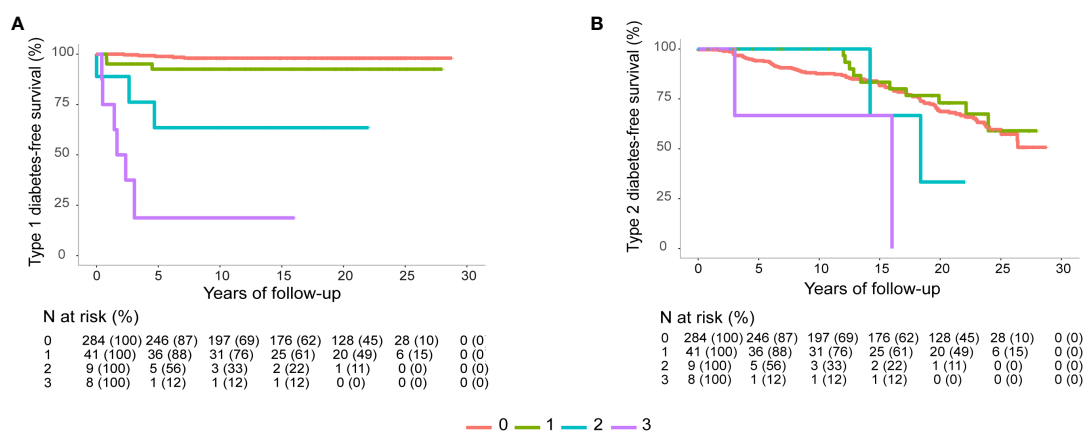 A
Type 1 diabetes-free survival (%)
100
75
50
25
0
0 5 10 15 20 25 30
Years of follow-up
N at risk (%)
0 284 (100) 246 (87) 197 (69) 176 (62) 128 (45) 28 (10) 0 (0)
1 41 (100) 36 (88) 31 (76) 25 (61) 20 (49) 6 (15) 0 (0)
2 9 (100) 5 (56) 3 (33) 2 (22) 1 (11) 0 (0) 0 (0)
3 8 (100) 1 (12) 1 (12) 1 (12) 0 (0) 0 (0) 0 (0)
B
Type 2 diabetes-free survival (%)
100
75
50
25
0
0 5 10 15 20 25 30
Years of follow-up
N at risk (%)
0 284 (100) 246 (87) 197 (69) 176 (62) 128 (45) 28 (10) 0 (0)
1 41 (100) 36 (88) 31 (76) 25 (61) 20 (49) 6 (15) 0 (0)
2 9 (100) 5 (56) 3 (33) 2 (22) 1 (11) 0 (0) 0 (0)
3 8 (100) 1 (12) 1 (12) 1 (12) 0 (0) 0 (0) 0 (0)
0 1 2 3